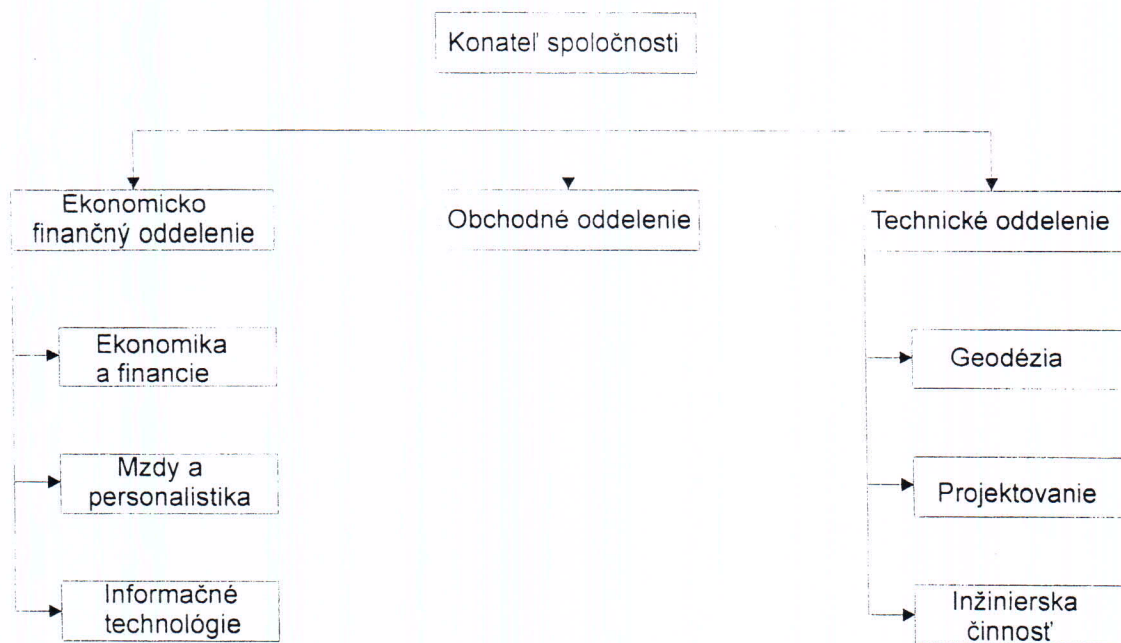 Konateľ spoločnosti
Ekonomicko
finančný oddelenie
Obchodné oddelenie
Technické oddelenie
Ekonomika
a financie
Geodézia
Mzdy a
personalistika
Projektovanie
Informačné
technológie
Inžinierska
činnosť